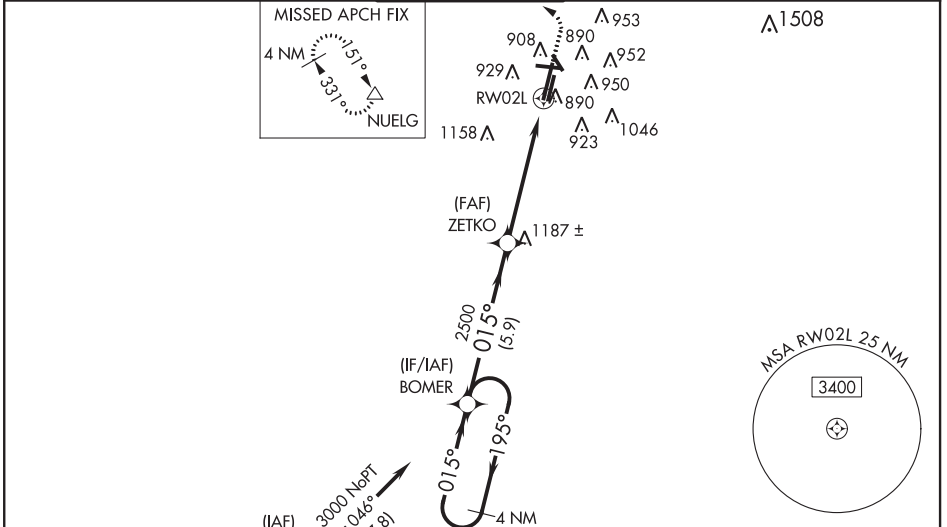 MISSED APCH FIX
4 NM
151°
331°
NUELG
953
890
908
952
929
950
RW02L
890
1158
923
1046
1508
(FAF)
ZETKO
1187 ±
2500
015°
(5.9)
(IF/IAF)
BOMER
195°
015°
4 NM
3000 NoPT
046°
(IAF)
MSA RW02L 25 NM
3400